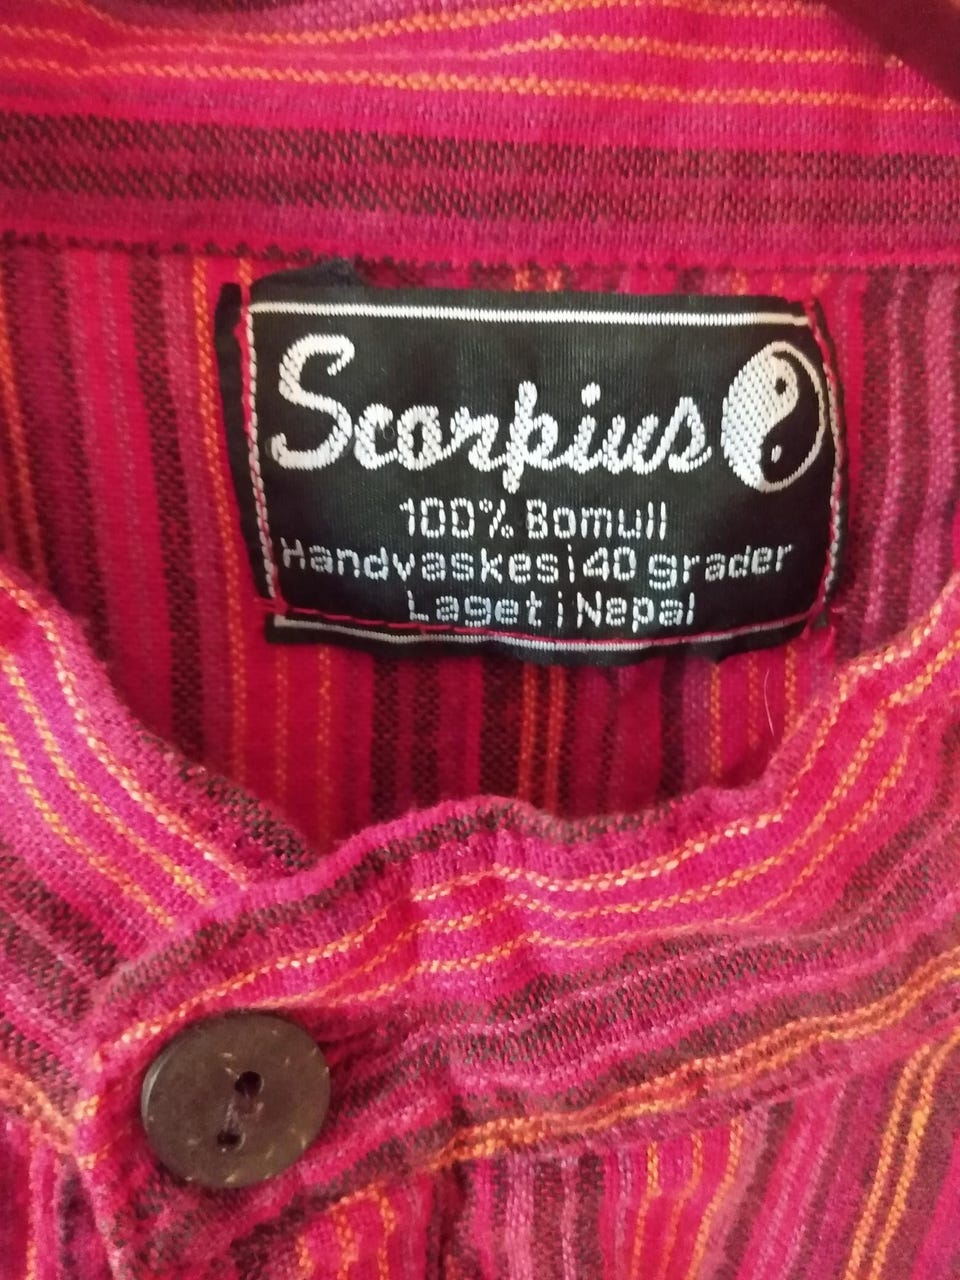 Scorpius
100% Bomull
Handvaskes i 40 grader
Laget i Nepal